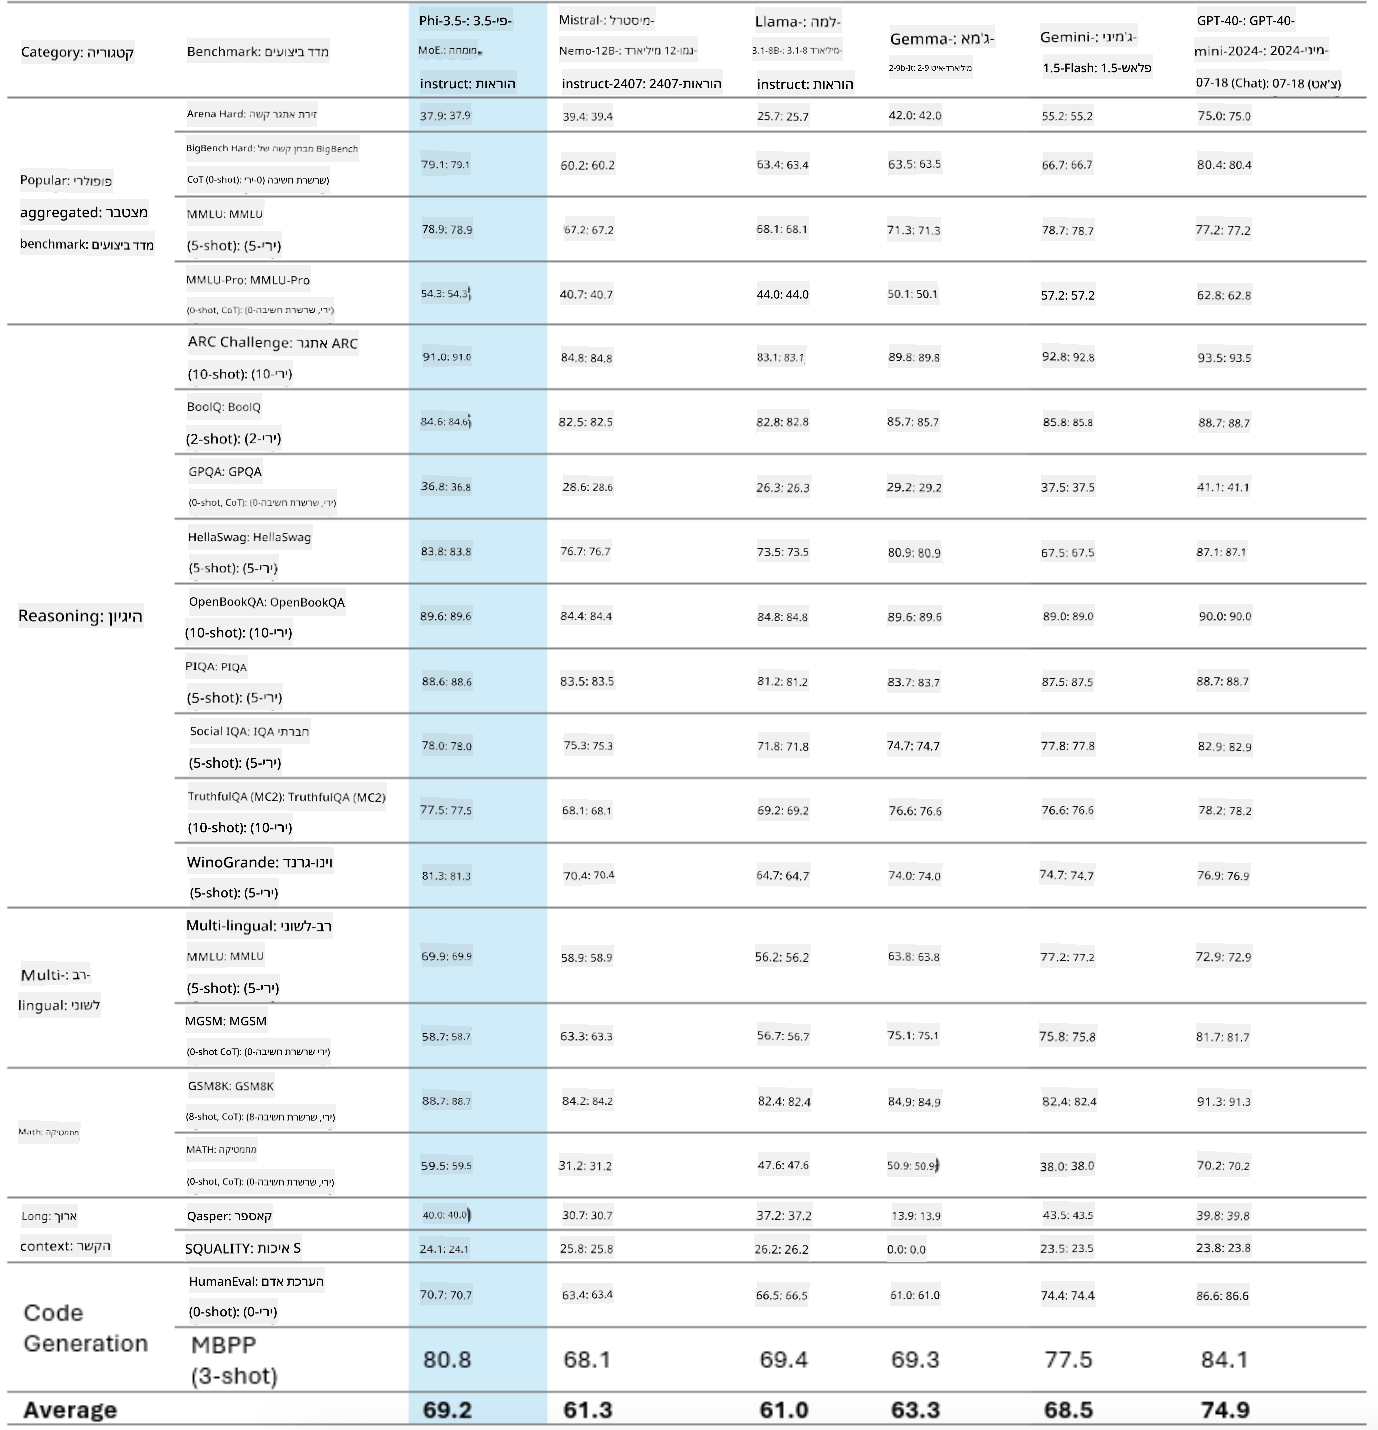 Category: קטגוריה
Benchmark: מדד ביצועים
Phi-3.5-: פי-3.5-
MoE.: מומחה.
instruct: הוראות
Mistral-: מיסטרל-
Nemo-12B-: נמו-12 מיליארד-
instruct-2407: הוראות-2407
Llama-: למה-
3.1-8B-: 3.1-8 מיליארד-
instruct: הוראות
Gemma-: ג'מא-
2-9b-It: 2-9 מיליארד-איט
Gemini-: ג'מיני-
1.5-Flash: פלאש-1.5
GPT-4O-: GPT-4O-
mini-2024-: מיני-2024-
07-18 (Chat): 07-18 (צ'אט)
Popular: פופולרי
aggregated: מצטבר
benchmark: מדד ביצועים
Arena Hard: זירת אתגר קשה
37.9: 37.9
39.4: 39.4
25.7: 25.7
42.0: 42.0
55.2: 55.2
75.0: 75.0
BigBench Hard: מבחן קשה של BigBench
CoT (0-shot): שרשרת חשיבה (0-ירי)
79.1: 79.1
60.2: 60.2
63.4: 63.4
63.5: 63.5
66.7: 66.7
80.4: 80.4
MMLU: MMLU
(5-shot): (5-ירי)
78.9: 78.9
67.2: 67.2
68.1: 68.1
71.3: 71.3
78.7: 78.7
77.2: 77.2
MMLU-Pro: MMLU-Pro
(0-shot, CoT): (0-ירי, שרשרת חשיבה)
54.3: 54.3
40.7: 40.7
44.0: 44.0
50.1: 50.1
57.2: 57.2
62.8: 62.8
Reasoning: היגיון
ARC Challenge: אתגר ARC
(10-shot): (10-ירי)
91.0: 91.0
84.8: 84.8
83.1: 83.1
89.8: 89.8
92.8: 92.8
93.5: 93.5
BoolQ: BoolQ
(2-shot): (2-ירי)
84.6: 84.6
82.5: 82.5
82.8: 82.8
85.7: 85.7
85.8: 85.8
88.7: 88.7
GPQA: GPQA
(0-shot, CoT): (0-ירי, שרשרת חשיבה)
36.8: 36.8
28.6: 28.6
26.3: 26.3
29.2: 29.2
37.5: 37.5
41.1: 41.1
HellaSwag: HellaSwag
(5-shot): (5-ירי)
83.8: 83.8
76.7: 76.7
73.5: 73.5
80.9: 80.9
67.5: 67.5
87.1: 87.1
OpenBookQA: OpenBookQA
(10-shot): (10-ירי)
89.6: 89.6
84.4: 84.4
84.8: 84.8
89.6: 89.6
89.0: 89.0
90.0: 90.0
PIQA: PIQA
(5-shot): (5-ירי)
88.6: 88.6
83.5: 83.5
81.2: 81.2
83.7: 83.7
87.5: 87.5
88.7: 88.7
Social IQA: IQA חברתי
(5-shot): (5-ירי)
78.0: 78.0
75.3: 75.3
71.8: 71.8
74.7: 74.7
77.8: 77.8
82.9: 82.9
TruthfulQA (MC2): TruthfulQA (MC2)
(10-shot): (10-ירי)
77.5: 77.5
68.1: 68.1
69.2: 69.2
76.6: 76.6
76.6: 76.6
78.2: 78.2
WinoGrande: וינו-גרנד
(5-shot): (5-ירי)
81.3: 81.3
70.4: 70.4
64.7: 64.7
74.0: 74.0
74.7: 74.7
76.9: 76.9
Multi-: רב-
lingual: לשוני
Multi-lingual: רב-לשוני
MMLU: MMLU
(5-shot): (5-ירי)
69.9: 69.9
58.9: 58.9
56.2: 56.2
63.8: 63.8
77.2: 77.2
72.9: 72.9
MGSM: MGSM
(0-shot CoT): (0-ירי שרשרת חשיבה)
58.7: 58.7
63.3: 63.3
56.7: 56.7
75.1: 75.1
75.8: 75.8
81.7: 81.7
Math: מתמטיקה
GSM8K: GSM8K
(8-shot, CoT): (8-ירי, שרשרת חשיבה)
88.7: 88.7
84.2: 84.2
82.4: 82.4
84.9: 84.9
82.4: 82.4
91.3: 91.3
MATH: מתמטיקה
(0-shot, CoT): (0-ירי, שרשרת חשיבה)
59.5: 59.5
31.2: 31.2
47.6: 47.6
50.9: 50.9
38.0: 38.0
70.2: 70.2
Long: ארוך
context: הקשר
Qasper: קאספר
40.0: 40.0
30.7: 30.7
37.2: 37.2
13.9: 13.9
43.5: 43.5
39.8: 39.8
SQUALITY: איכות S
24.1: 24.1
25.8: 25.8
26.2: 26.2
0.0: 0.0
23.5: 23.5
23.8: 23.8
Code
Generation
HumanEval: הערכת אדם
(0-shot): (0-ירי)
70.7: 70.7
63.4: 63.4
66.5: 66.5
61.0: 61.0
74.4: 74.4
86.6: 86.6
MBPP
(3-shot)
80.8
68.1
69.4
69.3
77.5
84.1
Average
69.2
61.3
61.0
63.3
68.5
74.9